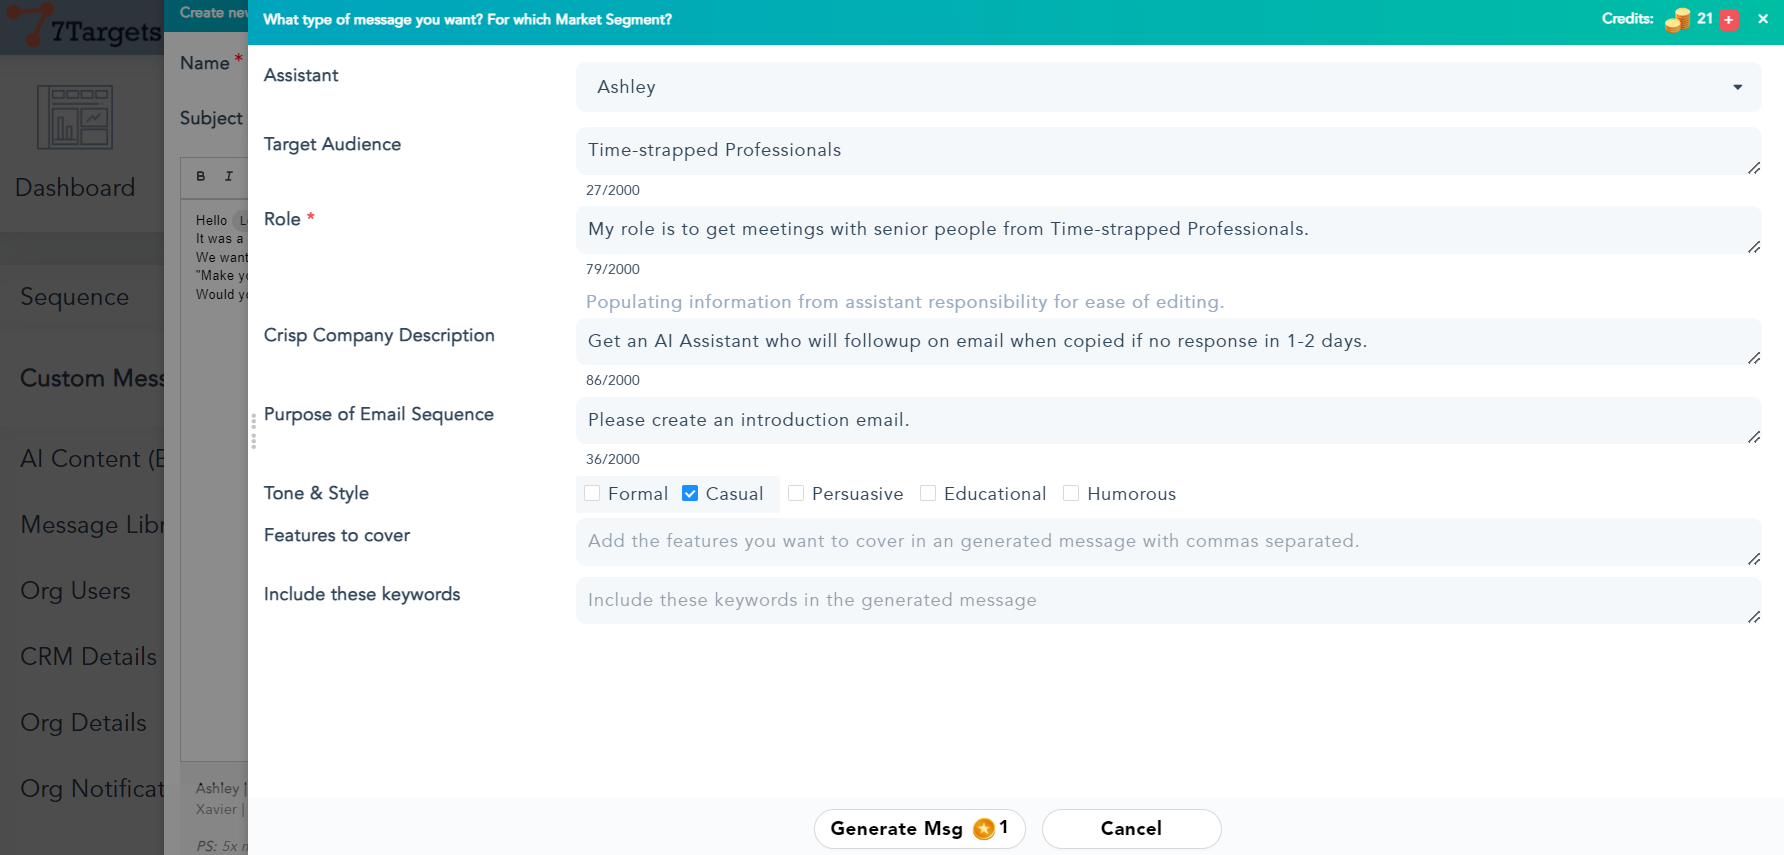 7Targets
Dashboard
Sequence
Custom Mess
AI Content (E
Message Libr
Org Users
CRM Details
Org Details
Org Notificat
Create new
Name *
Subject
B I
Hello
It was a
We want
"Make yo
Would yo
Ashley |
Xavier |
PS: 5x m
What type of message you want? For which Market Segment?
Credits: 21 + ×
Assistant
Ashley
Target Audience
Time-strapped Professionals
27/2000
Role *
My role is to get meetings with senior people from Time-strapped Professionals.
79/2000
Populating information from assistant responsibility for ease of editing.
Crisp Company Description
Get an AI Assistant who will followup on email when copied if no response in 1-2 days.
86/2000
Purpose of Email Sequence
Please create an introduction email.
36/2000
Tone & Style
Formal Casual Persuasive Educational Humorous
Features to cover
Add the features you want to cover in an generated message with commas separated.
Include these keywords
Include these keywords in the generated message
Generate Msg 1
Cancel